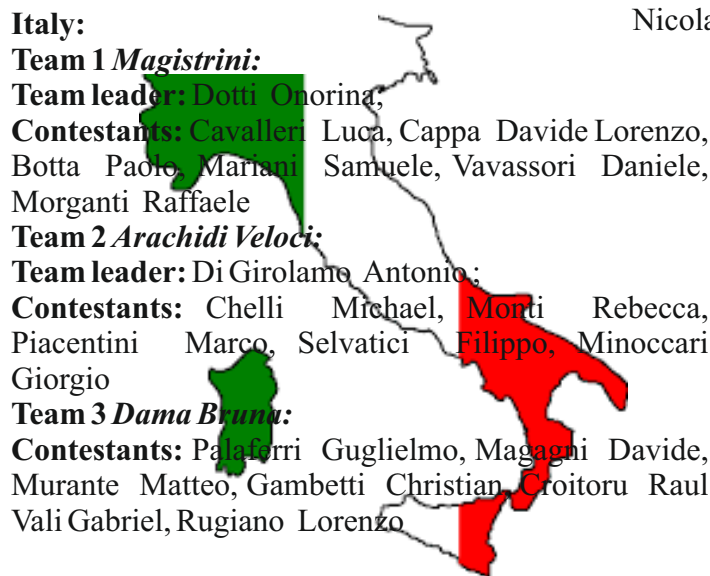 Italy:
Nicola
Team 1 Magistrini:
Team leader: Dotti Onorina;
Contestants: Cavalleri Luca, Cappa Davide Lorenzo,
Botta Paolo, Mariani Samuele, Vavassori Daniele,
Morganti Raffaele
Team 2 Arachidi Veloci:
Team leader: Di Girolamo Antonio;
Contestants: Chelli Michael, Monti Rebecca,
Piacentini Marco, Selvatici Filippo, Minoccari
Giorgio
Team 3 Dama Bruna:
Contestants: Palaferri Guglielmo, Magagni Davide,
Murante Matteo, Gambetti Christian, Croitoru Raul
Vali Gabriel, Rugiano Lorenzo